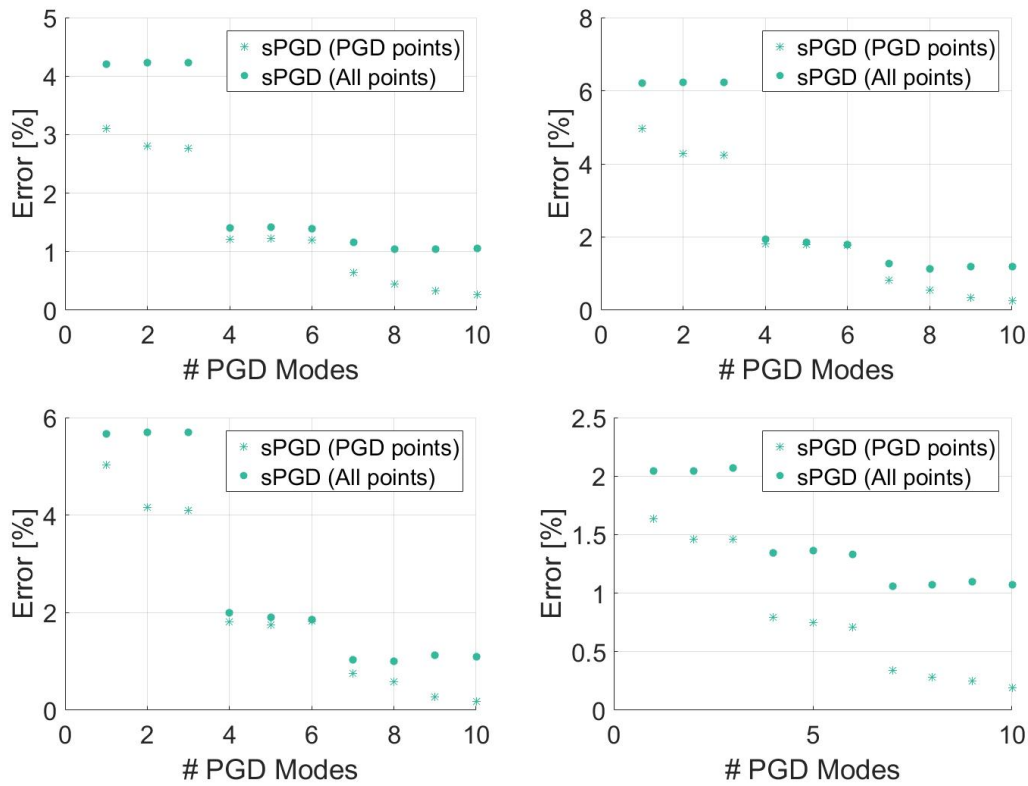 5
4
3
2
1
0
Error [%]
sPGD (PGD points)
sPGD (All points)
0 2 4 6 8 10
# PGD Modes
8
6
4
2
0
Error [%]
sPGD (PGD points)
sPGD (All points)
0 2 4 6 8 10
# PGD Modes
6
4
2
0
Error [%]
sPGD (PGD points)
sPGD (All points)
0 2 4 6 8 10
# PGD Modes
2.5
2
1.5
1
0.5
0
Error [%]
sPGD (PGD points)
sPGD (All points)
0 5 10
# PGD Modes